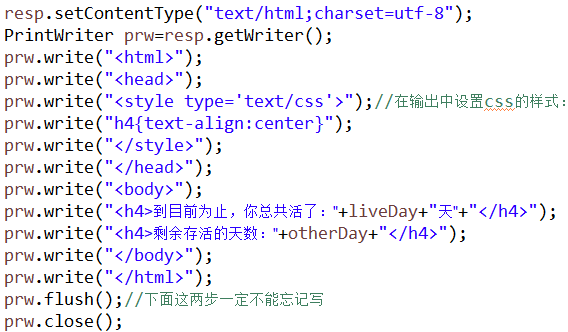 resp.setContentType("text/html;charset=utf-8");
PrintWriter prw=resp.getWriter();
prw.write("<html>");
prw.write("<head>");
prw.write("<style type='text/css'>");//在输出中设置css的样式：
prw.write("h4{text-align:center}");
prw.write("</style>");
prw.write("</head>");
prw.write("<body>");
prw.write("<h4>到目前为止，你总共活了："+liveDay+"天"+"</h4>");
prw.write("<h4>剩余存活的天数："+otherDay+"</h4>");
prw.write("</body>");
prw.write("</html>");
prw.flush();//下面这两步一定不能忘记写
prw.close();